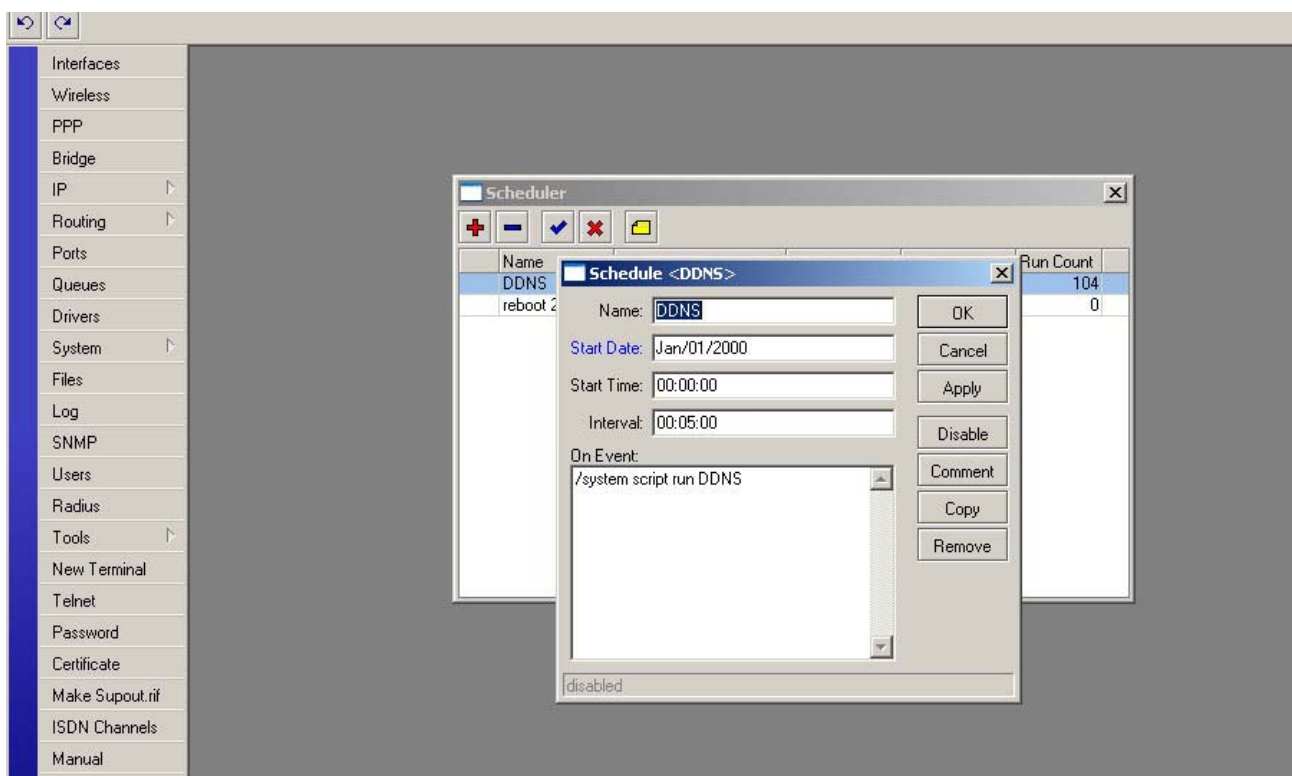 Interfaces
Wireless
PPP
Bridge
IP
Routing
Ports
Queues
Drivers
System
Files
Log
SNMP
Users
Radius
Tools
New Terminal
Telnet
Password
Certificate
Make Supout.rif
ISDN Channels
Manual
Scheduler
Name Run Count
DDNS 104
reboot 2 0
Schedule <DDNS>
Name: DDNS
Start Date: Jan/01/2000
Start Time: 00:00:00
Interval: 00:05:00
On Event:
/system script run DDNS
OK
Cancel
Apply
Disable
Comment
Copy
Remove
disabled